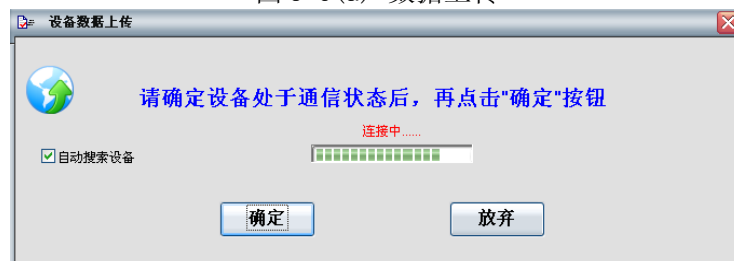 设备数据上传
请确定设备处于通信状态后，再点击"确定"按钮
连接中......
自动搜索设备
确定
放弃